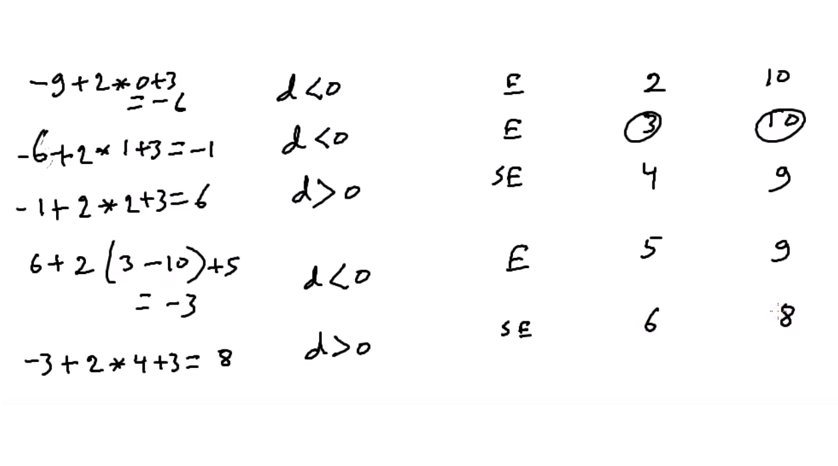 -9+2*0+3 = -6 d<0 E 2 10
-6+2*1+3=-1 d<0 E 3 10
-1+2*2+3=6 d>0 SE 4 9
6+2(3-10)+5 = -3 d<0 E 5 9
-3+2*4+3=8 d>0 SE 6 8